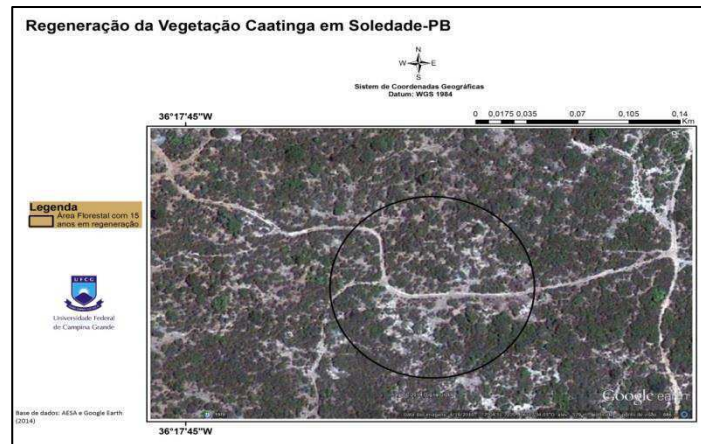 Regeneração da Vegetação Caatinga em Soledade-PB
N
W E
S
Sistem de Coordenadas Geográficas
Datum: WGS 1984
36°17'45"W
0 0,0175 0,035 0,07 0,105 0,14
Km
Legenda
Área Florestal com 15
anos em regeneração
UFCG
Universidade Federal
de Campina Grande
Google earth
Base de dados: AESA e Google Earth
(2014)
36°17'45"W